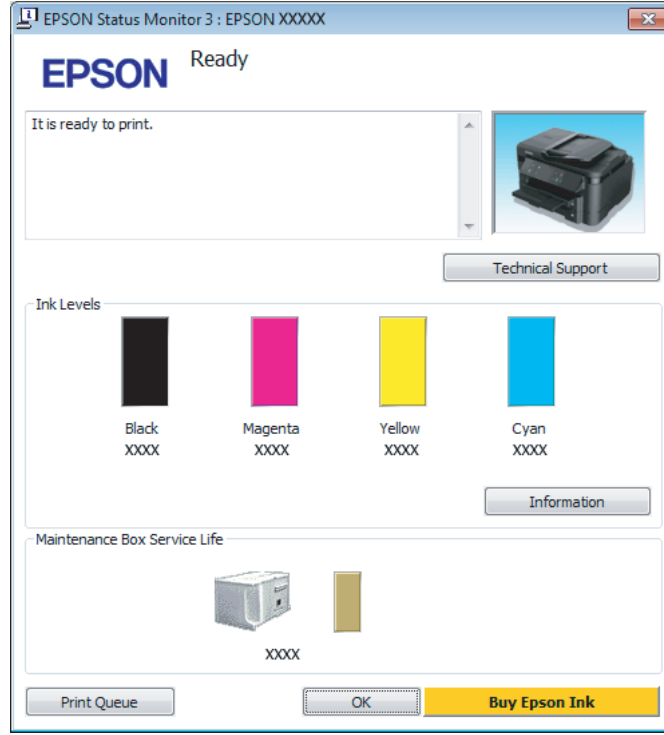 EPSON Status Monitor 3 : EPSON XXXXX
EPSON
Ready
It is ready to print.
Technical Support
Ink Levels
Black
Magenta
Yellow
Cyan
XXXX
XXXX
XXXX
XXXX
Information
Maintenance Box Service Life
XXXX
Print Queue
OK
Buy Epson Ink